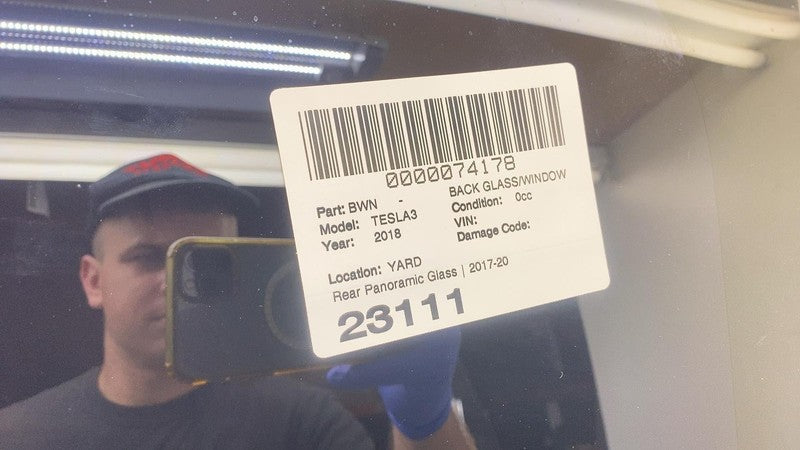 0000074178
Part: BWN - BACK GLASS/WINDOW
Model: TESLA3 Condition: 0cc
Year: 2018 VIN:
Damage Code:
Location: YARD
Rear Panoramic Glass | 2017-20
23111